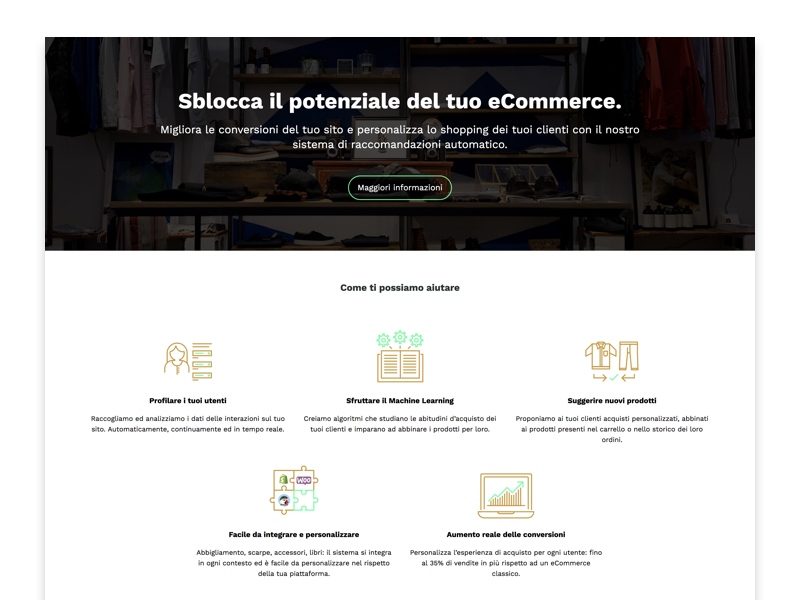 Sblocca il potenziale del tuo eCommerce.
Migliora le conversioni del tuo sito e personalizza lo shopping dei tuoi clienti con il nostro
sistema di raccomandazioni automatico.
Maggiori informazioni
Come ti possiamo aiutare
Profilare i tuoi utenti
Raccogliamo ed analizziamo i dati delle interazioni sul tuo
sito. Automaticamente, continuamente ed in tempo reale.
Sfruttare il Machine Learning
Creiamo algoritmi che studiano le abitudini d'acquisto dei
tuoi clienti e imparano ad abbinare i prodotti per loro.
Suggerire nuovi prodotti
Proponiamo ai tuoi clienti acquisti personalizzati, abbinati
ai prodotti presenti nel carrello o nello storico dei loro
ordini.
WOO
Facile da integrare e personalizzare
Abbigliamento, scarpe, accessori, libri: il sistema si integra
in ogni contesto ed è facile da personalizzare nel rispetto
della tua piattaforma.
Aumento reale delle conversioni
Personalizza l'esperienza di acquisto per ogni utente: fino
al 35% di vendite in più rispetto ad un eCommerce
classico.